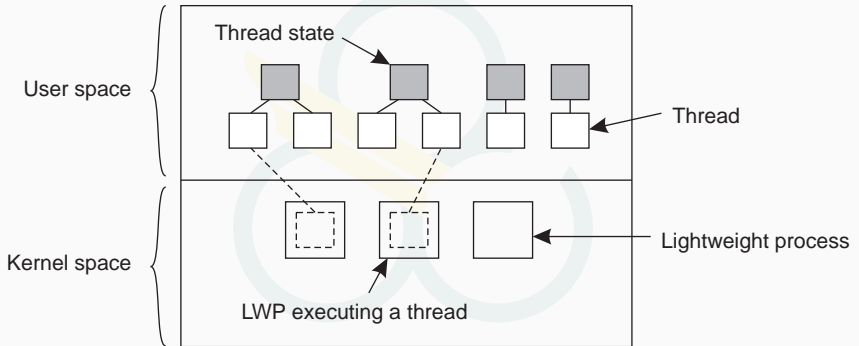 Thread state
User space
Thread
Lightweight process
Kernel space
LWP executing a thread